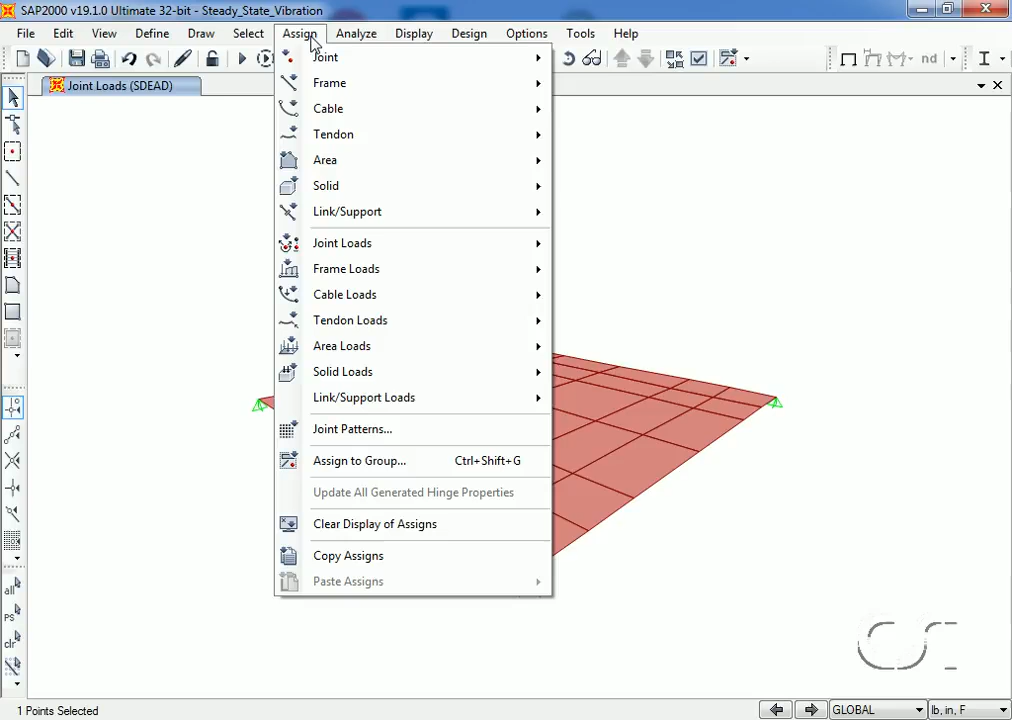 SAP2000 v19.1.0 Ultimate 32-bit - Steady_State_Vibration
File Edit View Define Draw Select Assign Analyze Display Design Options Tools Help
nd
Joint Loads (SDEAD)
Joint
Frame
Cable
Tendon
Area
Solid
Link/Support
Joint Loads
Frame Loads
Cable Loads
Tendon Loads
Area Loads
Solid Loads
Link/Support Loads
Joint Patterns...
Assign to Group... Ctrl+Shift+G
Update All Generated Hinge Properties
Clear Display of Assigns
Copy Assigns
Paste Assigns
all
PS
clr
CSI
1 Points Selected
GLOBAL
lb, in, F